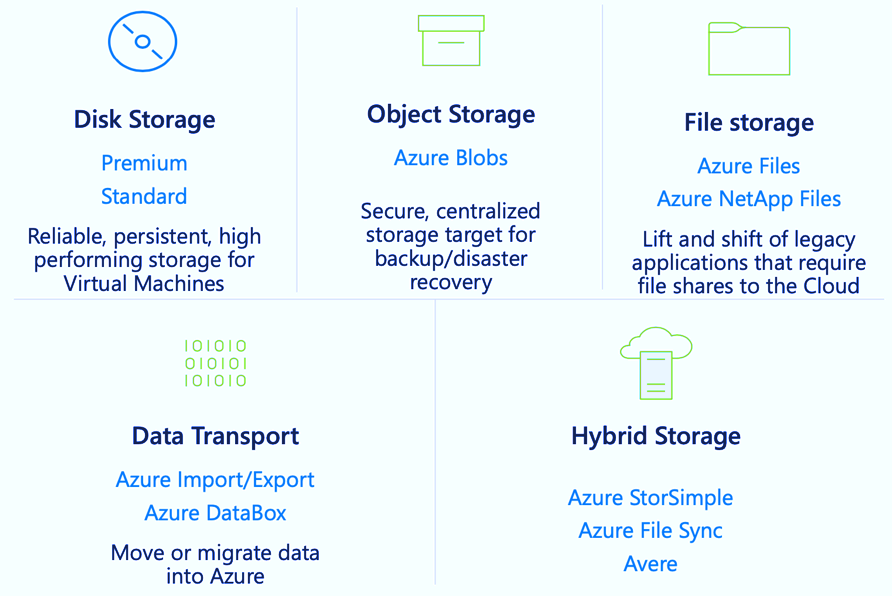 Disk Storage
Premium
Standard
Reliable, persistent, high
performing storage for
Virtual Machines
Object Storage
Azure Blobs
Secure, centralized
storage target for
backup/disaster
recovery
File storage
Azure Files
Azure NetApp Files
Lift and shift of legacy
applications that require
file shares to the Cloud
IOIOIO
OIOIOI
IOIOIO
Data Transport
Azure Import/Export
Azure DataBox
Move or migrate data
into Azure
Hybrid Storage
Azure StorSimple
Azure File Sync
Avere